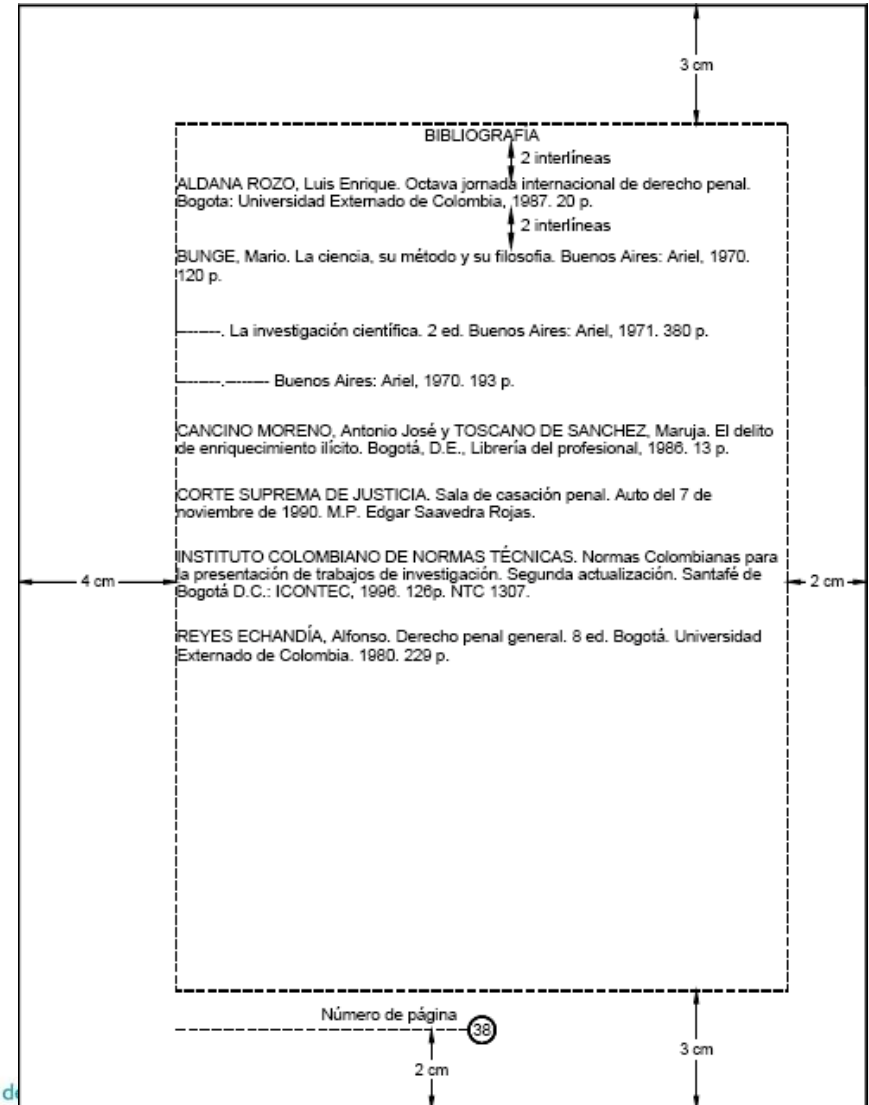 3 cm
BIBLIOGRAFÍA
2 interlíneas
ALDANA ROZO, Luis Enrique. Octava jornada internacional de derecho penal.
Bogota: Universidad Externado de Colombia, 1987. 20 p.
2 interlíneas
BUNGE, Mario. La ciencia, su método y su filosofia. Buenos Aires: Ariel, 1970.
120 p.
--------. La investigación científica. 2 ed. Buenos Aires: Ariel, 1971. 380 p.
--------.-------- Buenos Aires: Ariel, 1970. 193 p.
CANCINO MORENO, Antonio José y TOSCANO DE SANCHEZ, Maruja. El delito
de enriquecimiento ilícito. Bogotá, D.E., Librería del profesional, 1986. 13 p.
CORTE SUPREMA DE JUSTICIA. Sala de casación penal. Auto del 7 de
noviembre de 1990. M.P. Edgar Saavedra Rojas.
INSTITUTO COLOMBIANO DE NORMAS TÉCNICAS. Normas Colombianas para
4 cm
la presentación de trabajos de investigación. Segunda actualización. Santafé de
2 cm
Bogotá D.C.: ICONTEC, 1996. 126p. NTC 1307.
REYES ECHANDÍA, Alfonso. Derecho penal general. 8 ed. Bogotá. Universidad
Externado de Colombia. 1980. 229 p.
Número de página
38
3 cm
2 cm